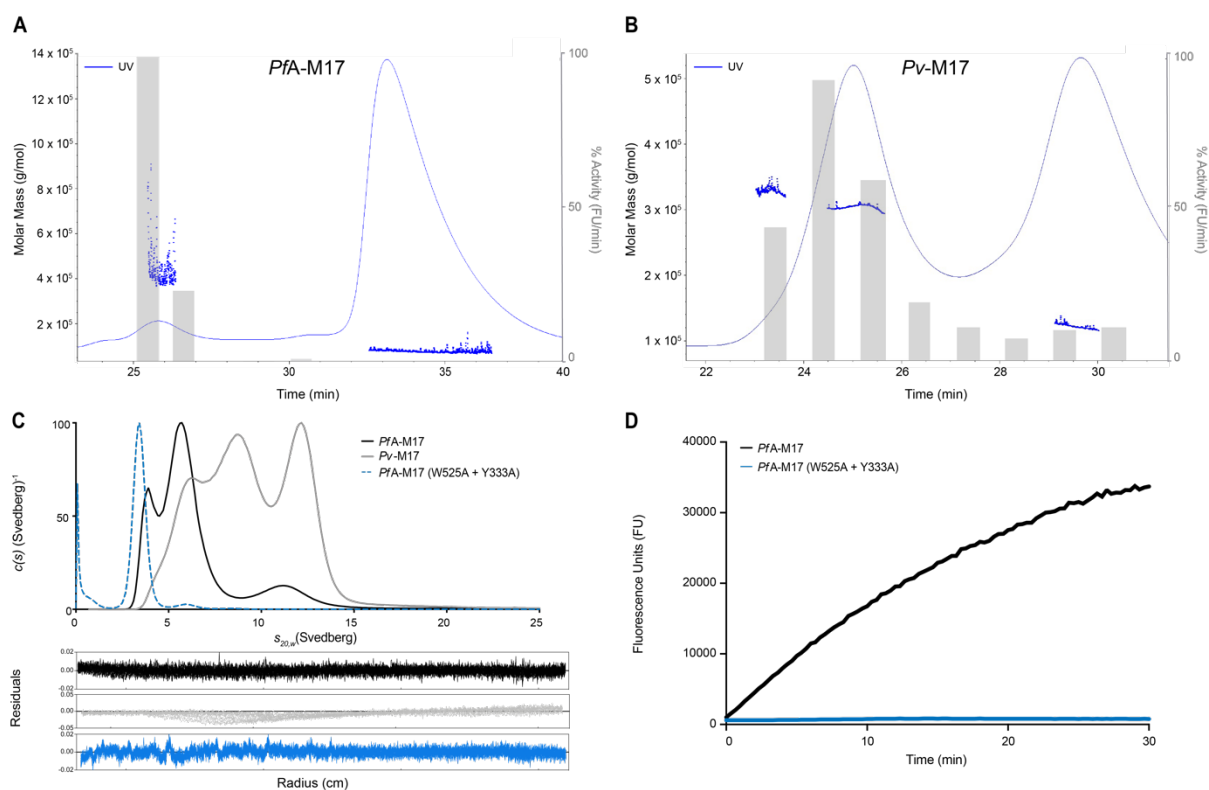 A
14 x 10⁵
12 x 10⁵
10 x 10⁵
8 x 10⁵
6 x 10⁵
4 x 10⁵
2 x 10⁵
Molar Mass (g/mol)
UV
PfA-M17
100
50
0
% Activity (FU/min)
25
30
35
40
Time (min)
B
5 x 10⁵
4 x 10⁵
3 x 10⁵
2 x 10⁵
1 x 10⁵
Molar Mass (g/mol)
UV
Pv-M17
100
50
0
% Activity (FU/min)
22
24
26
28
30
Time (min)
C
100
50
0
c(s) (Svedberg)⁻¹
PfA-M17
Pv-M17
PfA-M17 (W525A + Y333A)
0
5
10
15
20
25
s₂₀,w(Svedberg)
Residuals
0.02
0.00
-0.02
0.05
0.00
-0.05
0.02
0.00
-0.02
Radius (cm)
D
40000
30000
20000
10000
0
Fluorescence Units (FU)
PfA-M17
PfA-M17 (W525A + Y333A)
0
10
20
30
Time (min)